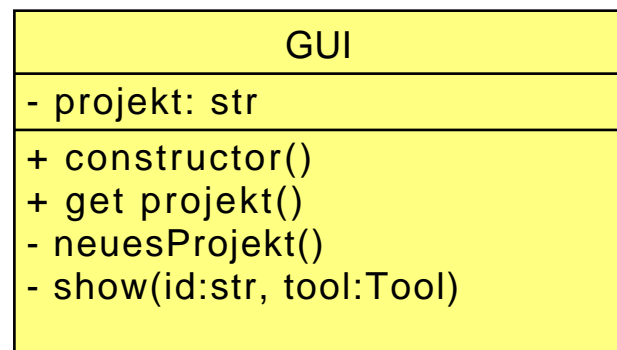 GUI
- projekt: str
+ constructor()
+ get projekt()
- neuesProjekt()
- show(id:str, tool:Tool)